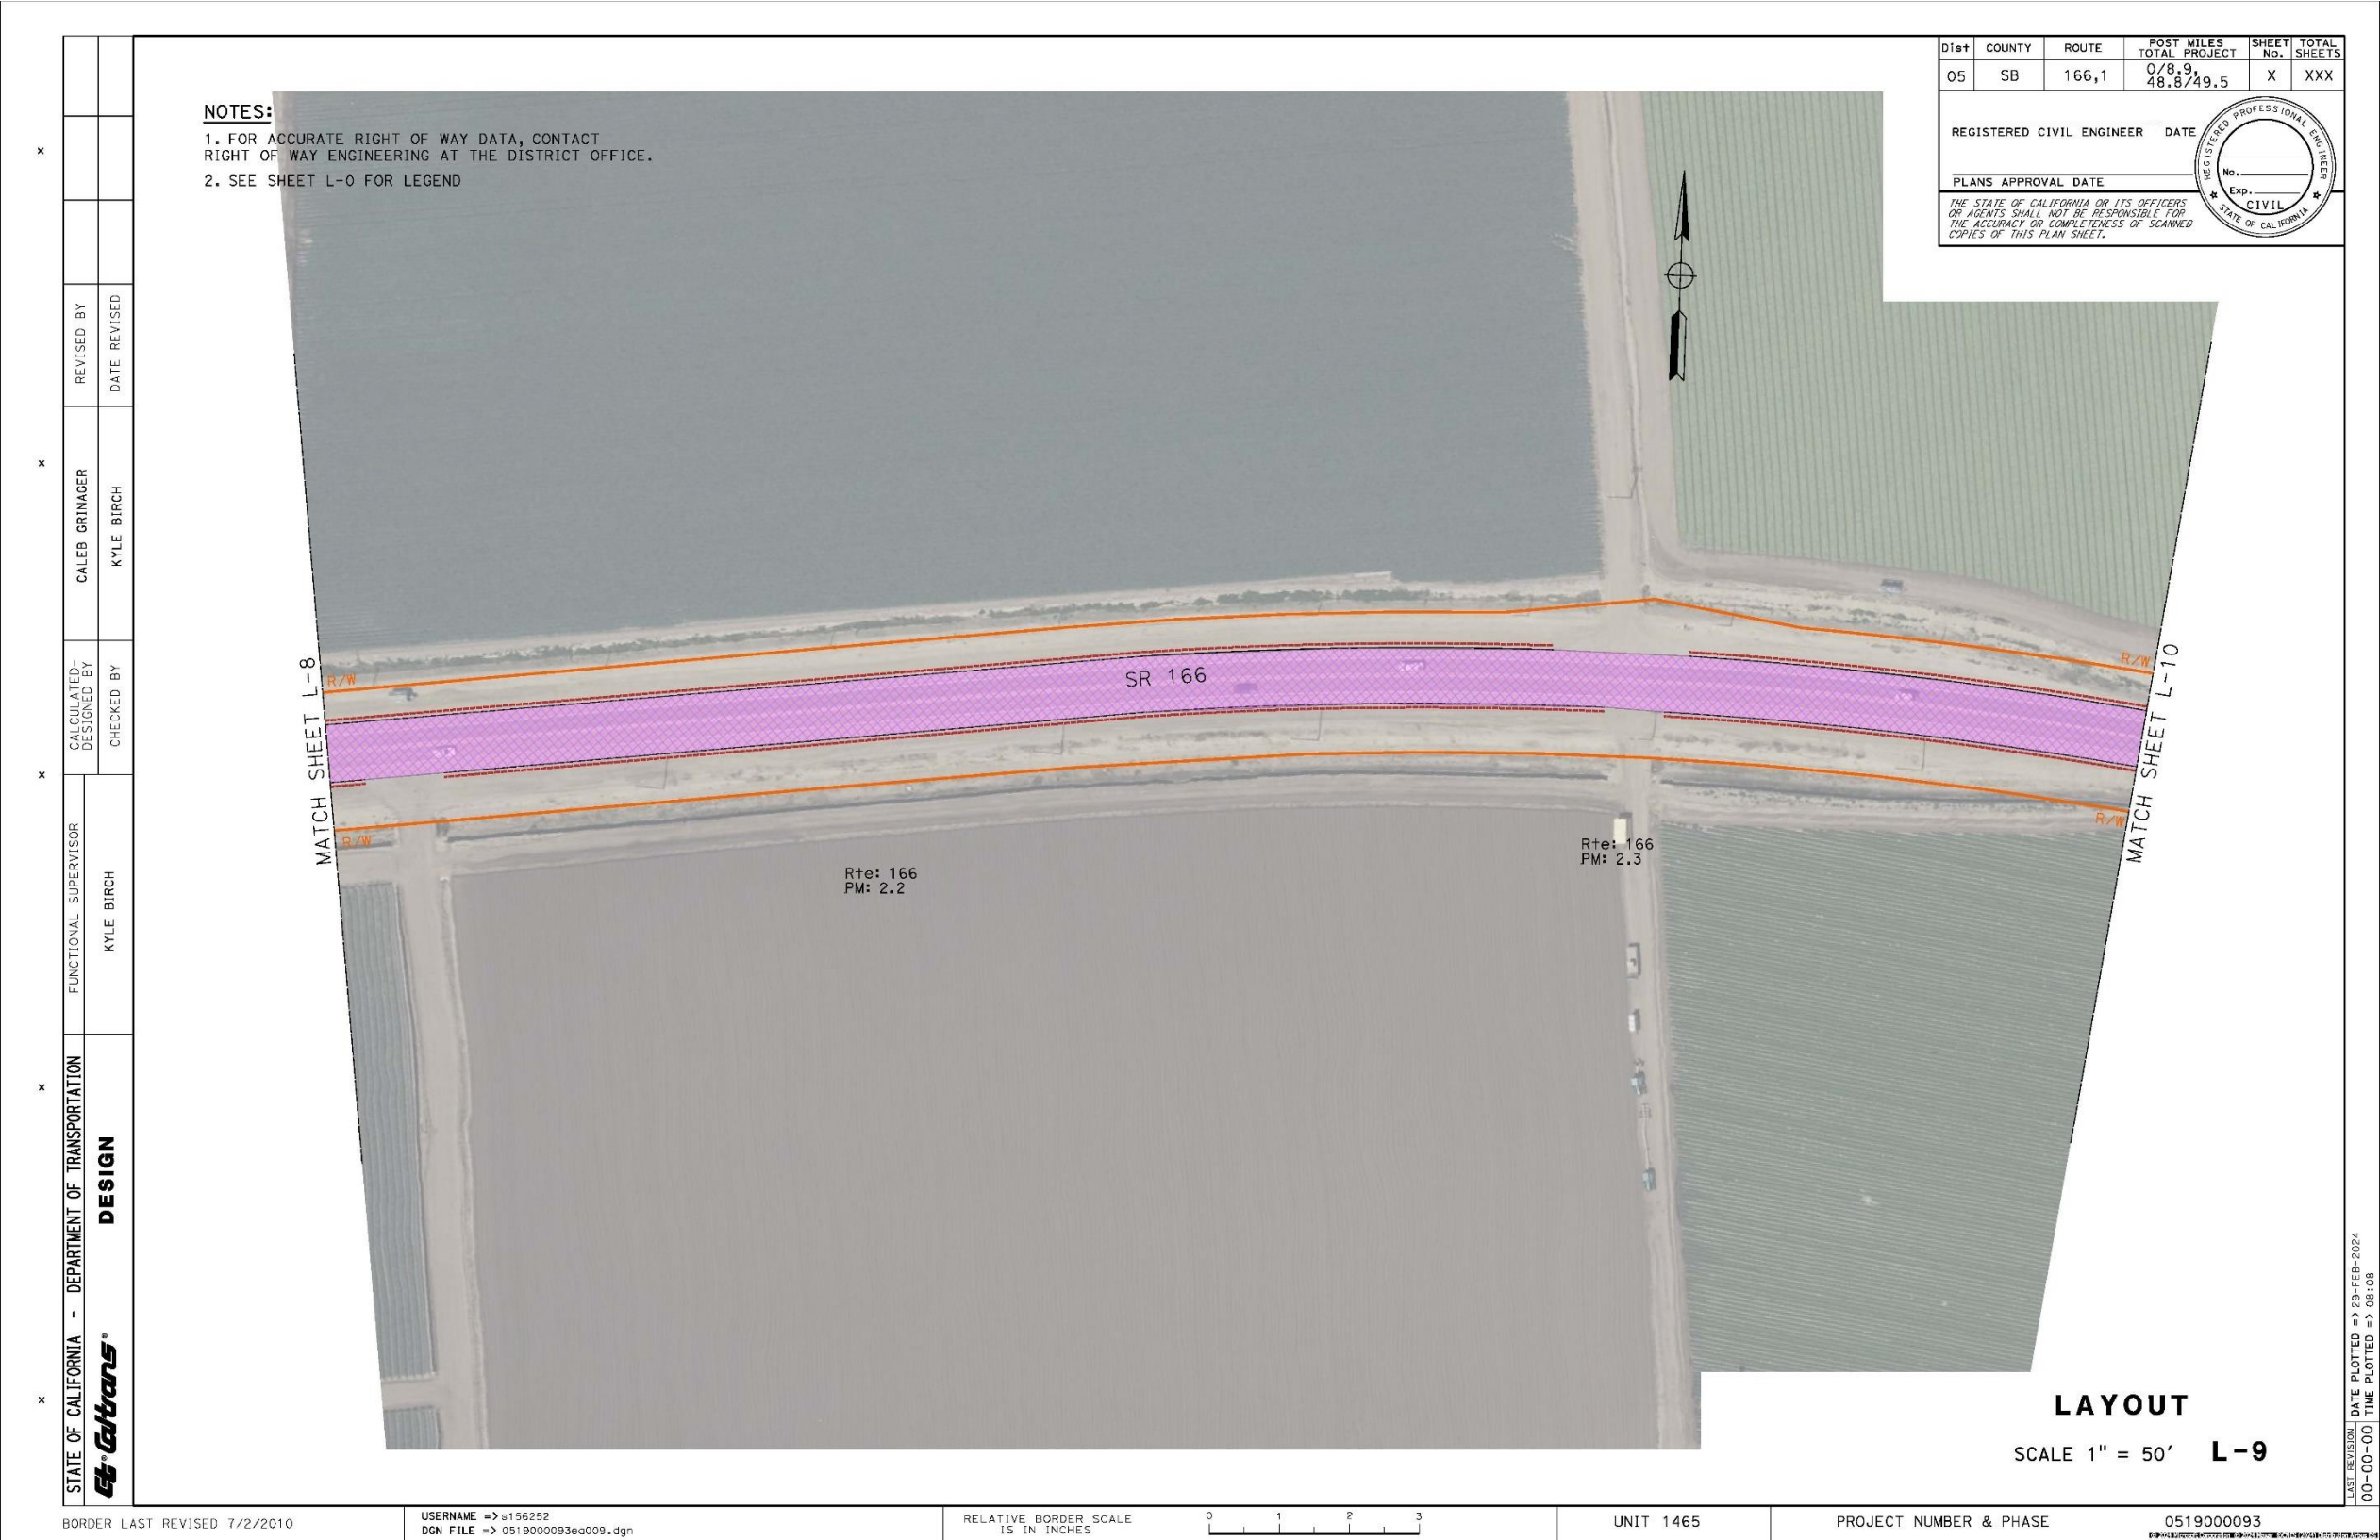 Dist COUNTY ROUTE POST MILES TOTAL PROJECT SHEET No. TOTAL SHEETS
05 SB 166,1 0/8.9, 48.8/49.5 X XXX
REGISTERED CIVIL ENGINEER DATE
PLANS APPROVAL DATE
THE STATE OF CALIFORNIA OR ITS OFFICERS
OR AGENTS SHALL NOT BE RESPONSIBLE FOR
THE ACCURACY OR COMPLETENESS OF SCANNED
COPIES OF THIS PLAN SHEET.
REGISTERED PROFESSIONAL ENGINEER
No.
Exp.
CIVIL
STATE OF CALIFORNIA
NOTES:
1. FOR ACCURATE RIGHT OF WAY DATA, CONTACT
RIGHT OF WAY ENGINEERING AT THE DISTRICT OFFICE.
2. SEE SHEET L-0 FOR LEGEND
REVISED BY
DATE REVISED
CALEB GRINAGER
KYLE BIRCH
CALCULATED-
DESIGNED BY
CHECKED BY
FUNCTIONAL SUPERVISOR
KYLE BIRCH
STATE OF CALIFORNIA - DEPARTMENT OF TRANSPORTATION
DESIGN
Caltrans
MATCH SHEET L-8
R/W
R/W
SR 166
R/W
R/W
MATCH SHEET L-10
Rte: 166
PM: 2.2
Rte: 166
PM: 2.3
LAYOUT
SCALE 1" = 50' L-9
LAST REVISION
00-00-00
DATE PLOTTED => 29-FEB-2024
TIME PLOTTED => 08:08
BORDER LAST REVISED 7/2/2010
USERNAME => s156252
DGN FILE => 0519000093ea009.dgn
RELATIVE BORDER SCALE
IS IN INCHES
0 1 2 3
UNIT 1465
PROJECT NUMBER & PHASE
0519000093